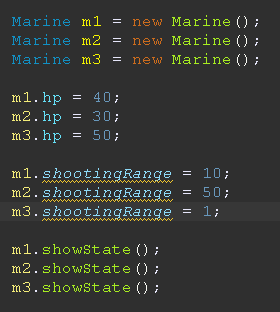 Marine m1 = new Marine();
Marine m2 = new Marine();
Marine m3 = new Marine();
m1.hp = 40;
m2.hp = 30;
m3.hp = 50;
m1.shootingRange = 10;
m2.shootingRange = 50;
m3.shootingRange = 1;
m1.showState();
m2.showState();
m3.showState();